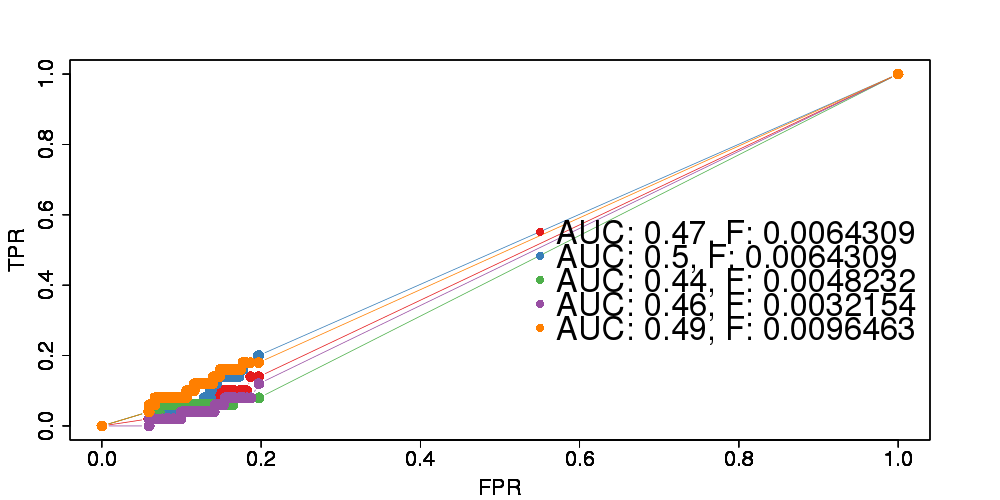 TPR
1.0
0.8
0.6
0.4
0.2
0.0
AUC: 0.47, F: 0.0064309
AUC: 0.5, F: 0.0064309
AUC: 0.44, F: 0.0048232
AUC: 0.46, F: 0.0032154
AUC: 0.49, F: 0.0096463
0.0 0.2 0.4 0.6 0.8 1.0
FPR